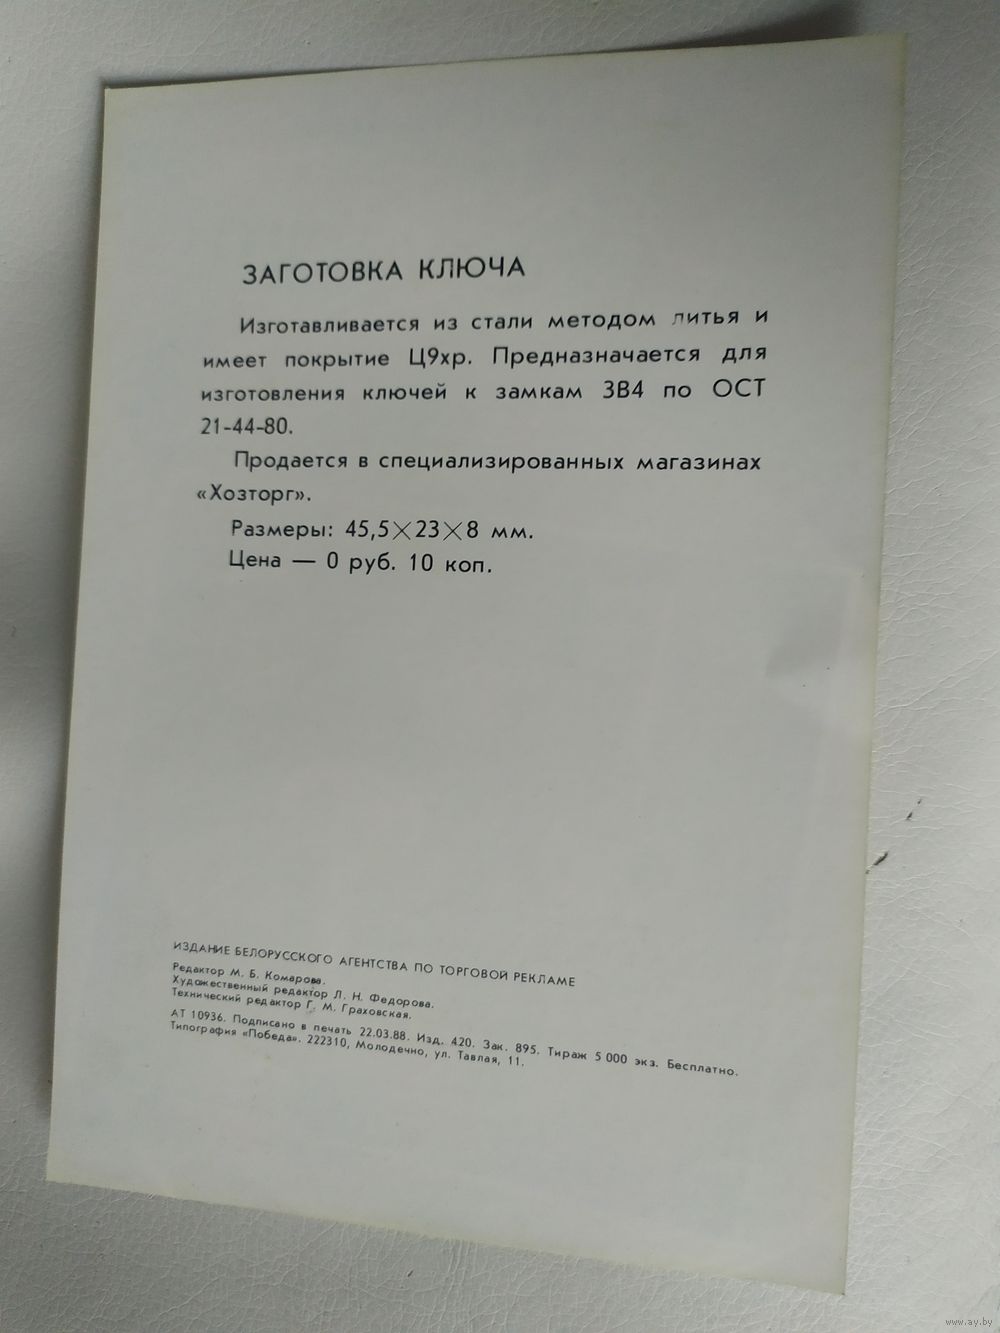 ЗАГОТОВКА КЛЮЧА
Изготавливается из стали методом литья и
имеет покрытие Ц9хр. Предназначается для
изготовления ключей к замкам ЗВ4 по ОСТ
21-44-80.
Продается в специализированных магазинах
«Хозторг».
Размеры: 45,5×23×8 мм.
Цена — 0 руб. 10 коп.
ИЗДАНИЕ БЕЛОРУССКОГО АГЕНТСТВА ПО ТОРГОВОЙ РЕКЛАМЕ
Редактор М. Б. Комарова.
Художественный редактор Л. Н. Федорова.
Технический редактор Г. М. Граховская.
АТ 10936. Подписано в печать 22.03.88. Изд. 420. Зак. 895. Тираж 5 000 экз. Бесплатно.
Типография «Победа». 222310, Молодечно, ул. Тавлая, 11.
www.ay.by